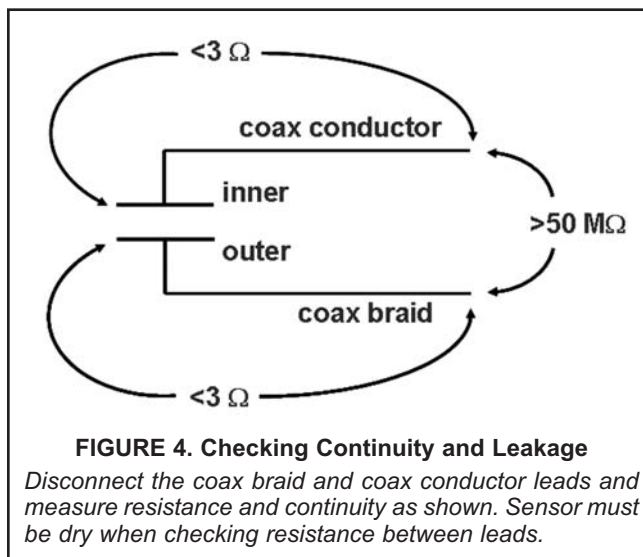 <3 Ω
coax conductor
inner
>50 MΩ
outer
coax braid
<3 Ω
FIGURE 4. Checking Continuity and Leakage
Disconnect the coax braid and coax conductor leads and
measure resistance and continuity as shown. Sensor must
be dry when checking resistance between leads.